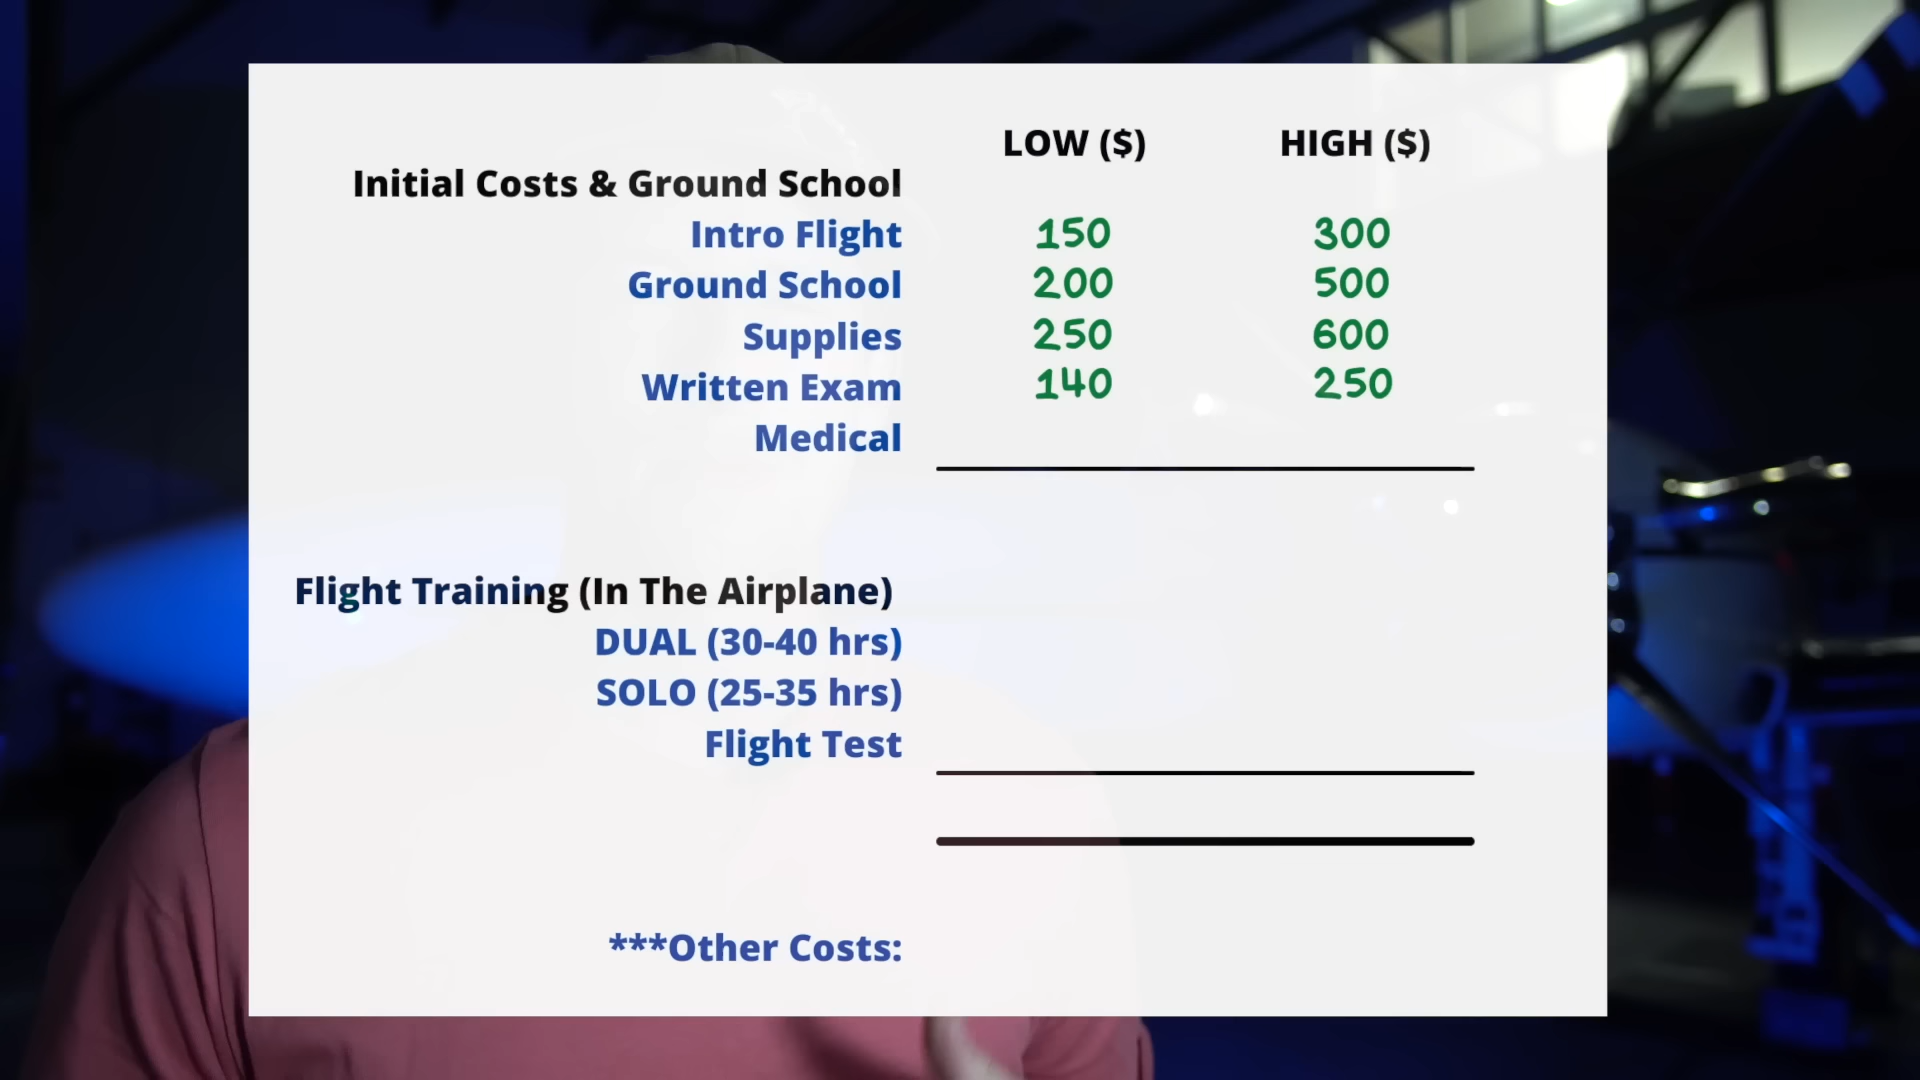 LOW ($) HIGH ($)
Initial Costs & Ground School
Intro Flight 150 300
Ground School 200 500
Supplies 250 600
Written Exam 140 250
Medical
Flight Training (In The Airplane)
DUAL (30-40 hrs)
SOLO (25-35 hrs)
Flight Test
***Other Costs: